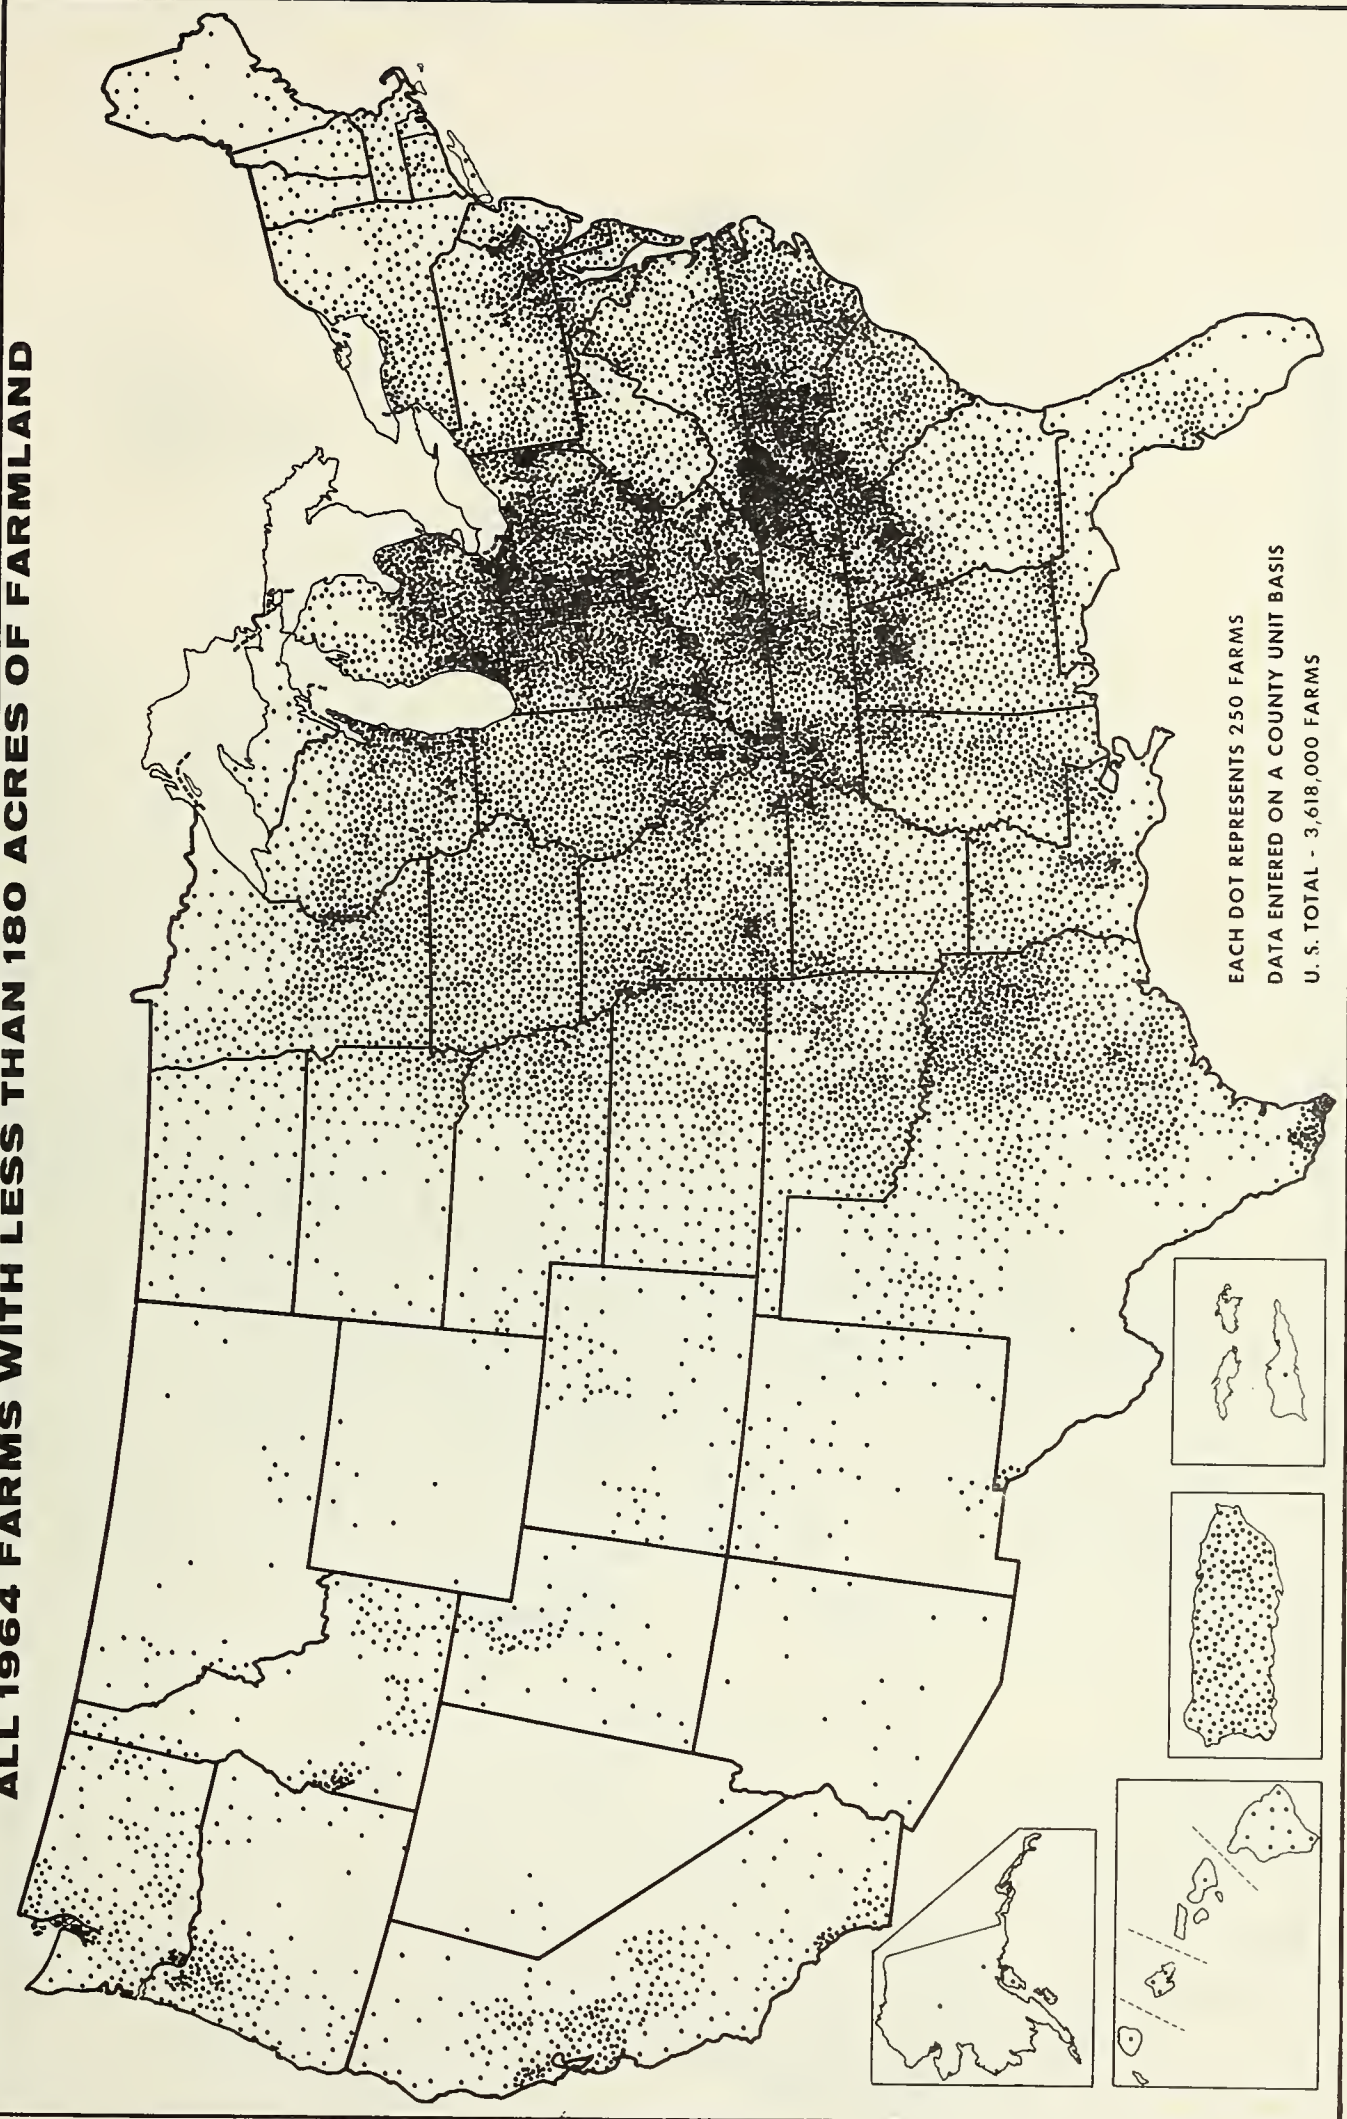 ALL 1964 FARMS WITH LESS THAN 180 ACRES OF FARMLAND
EACH DOT REPRESENTS 250 FARMS
DATA ENTERED ON A COUNTY UNIT BASIS
U. S. TOTAL - 3,618,000 FARMS